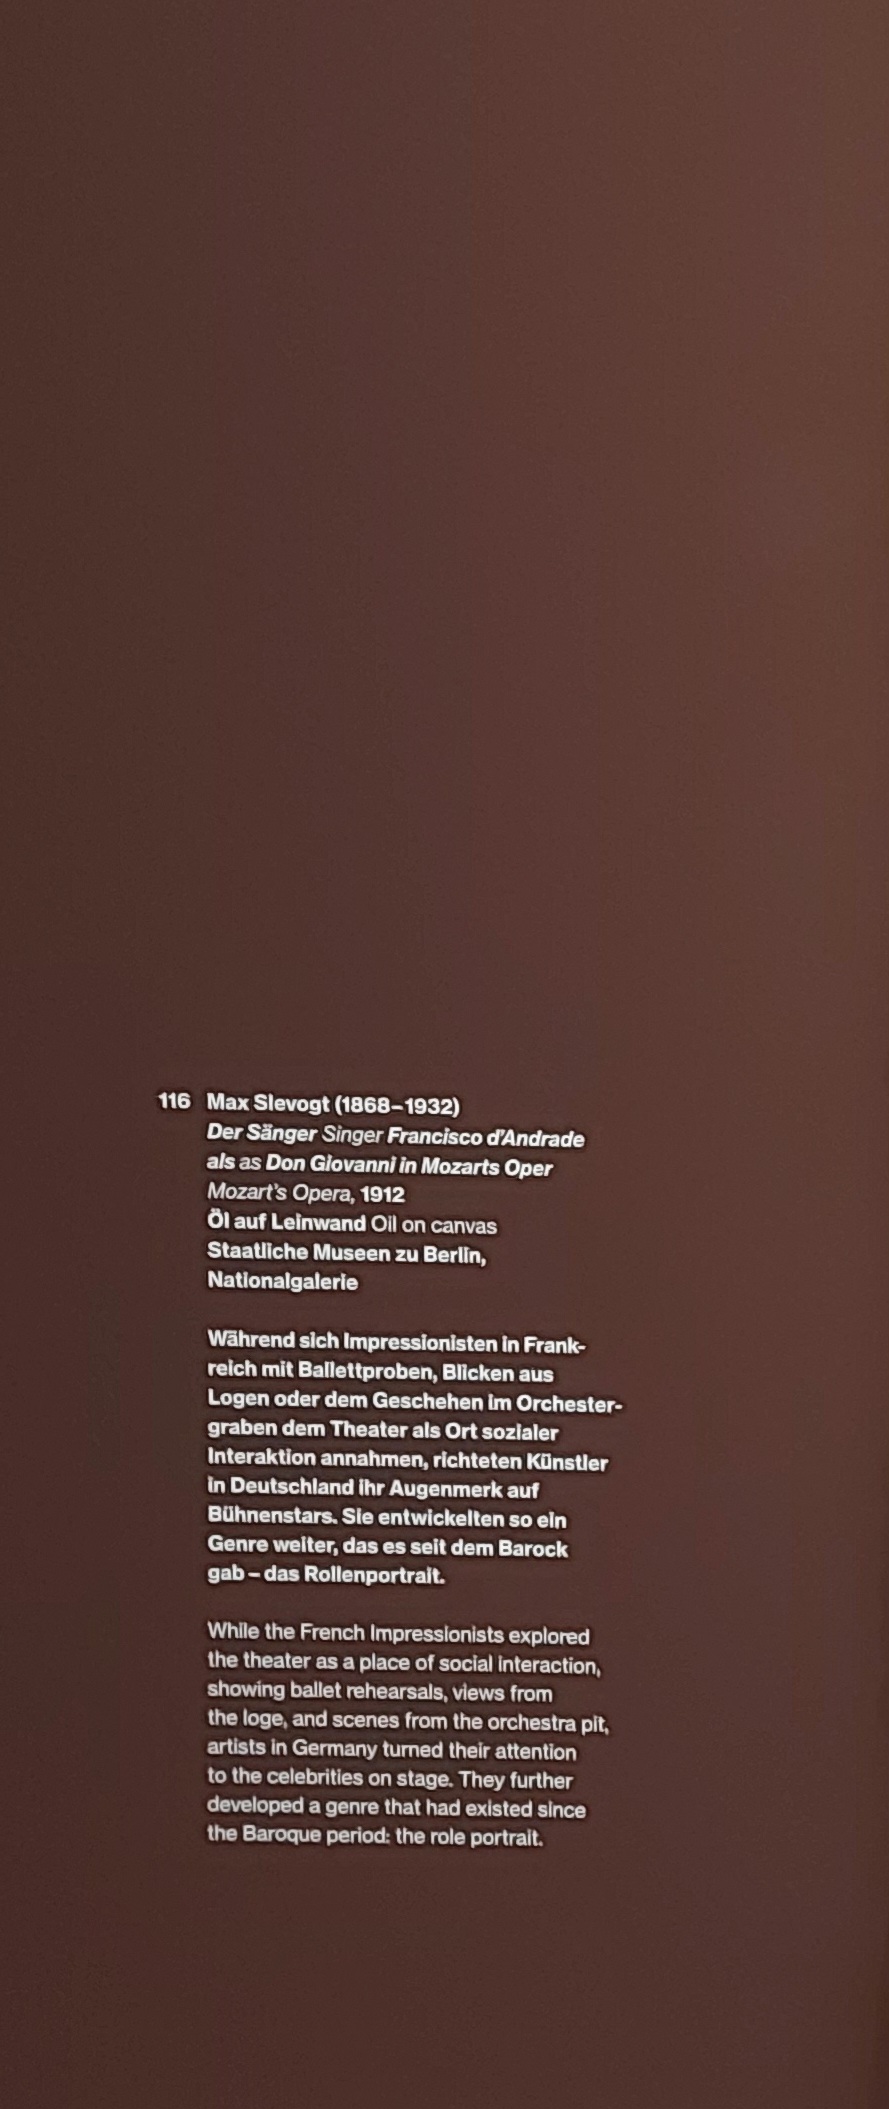 116 Max Slevogt (1868–1932)
Der Sänger Singer Francisco d'Andrade
als as Don Giovanni in Mozarts Oper
Mozart's Opera, 1912
Öl auf Leinwand Oil on canvas
Staatliche Museen zu Berlin,
Nationalgalerie
Während sich Impressionisten in Frank-
reich mit Ballettproben, Blicken aus
Logen oder dem Geschehen im Orchester-
graben dem Theater als Ort sozialer
Interaktion annahmen, richteten Künstler
in Deutschland ihr Augenmerk auf
Bühnenstars. Sie entwickelten so ein
Genre weiter, das es seit dem Barock
gab – das Rollenportrait.
While the French Impressionists explored
the theater as a place of social interaction,
showing ballet rehearsals, views from
the loge, and scenes from the orchestra pit,
artists in Germany turned their attention
to the celebrities on stage. They further
developed a genre that had existed since
the Baroque period: the role portrait.